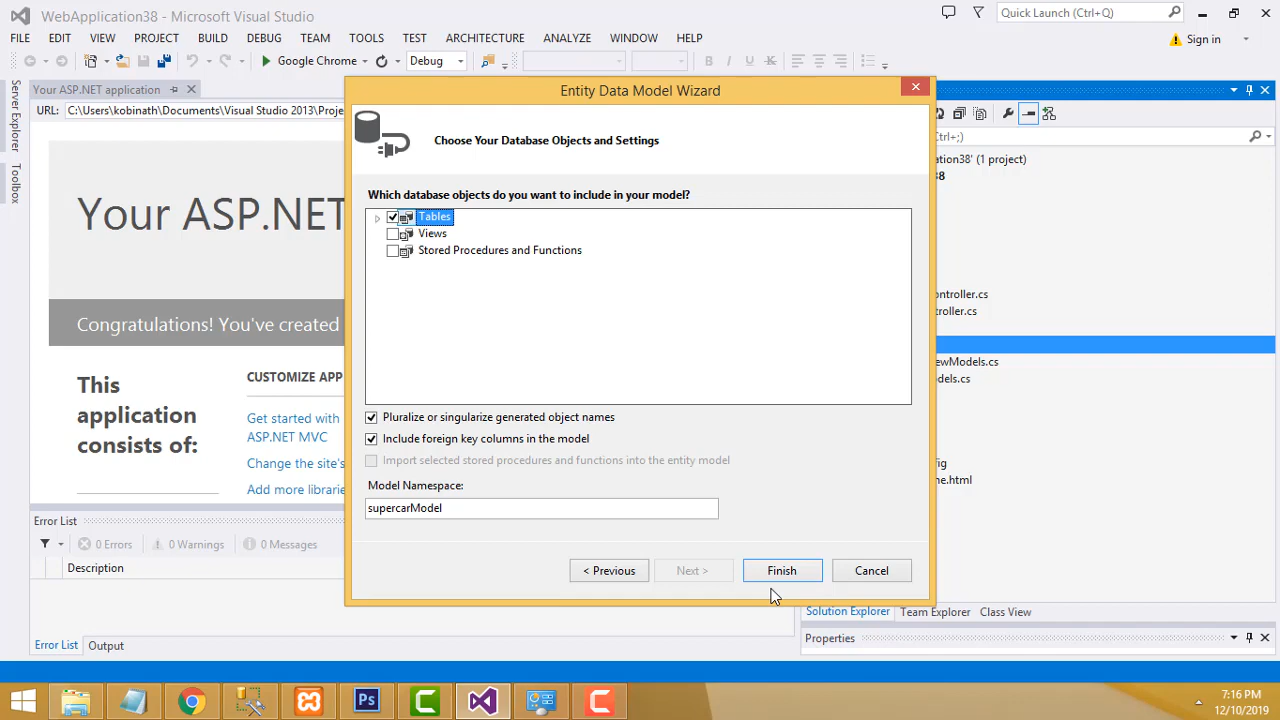 WebApplication38 - Microsoft Visual Studio
Quick Launch (Ctrl+Q)
FILE EDIT VIEW PROJECT BUILD DEBUG TEAM TOOLS TEST ARCHITECTURE ANALYZE WINDOW HELP
Sign in
Google Chrome
Debug
Server Explorer
Toolbox
Your ASP.NET application
URL: C:\Users\kobinath\Documents\Visual Studio 2013\Proje
Your ASP.NET
Congratulations! You've created
This
application
consists of:
CUSTOMIZE APP
Get started with
ASP.NET MVC
Change the site's
Add more librarie
Entity Data Model Wizard
Choose Your Database Objects and Settings
Which database objects do you want to include in your model?
Tables
Views
Stored Procedures and Functions
Pluralize or singularize generated object names
Include foreign key columns in the model
Import selected stored procedures and functions into the entity model
Model Namespace:
supercarModel
< Previous
Next >
Finish
Cancel
Ctrl+;)
ation38' (1 project)
38
ontroller.cs
roller.cs
ewModels.cs
dels.cs
fig
ne.html
Solution Explorer Team Explorer Class View
Properties
Error List
0 Errors
0 Warnings
0 Messages
Description
Error List Output
Ps
7:16 PM
12/10/2019